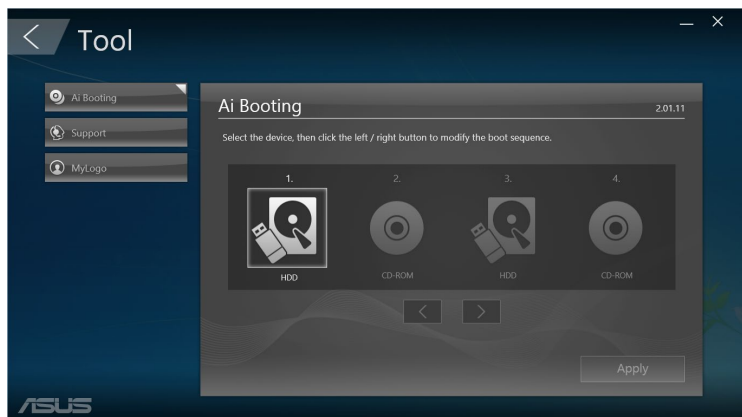 Tool
Ai Booting
Support
MyLogo
Ai Booting
2.01.11
Select the device, then click the left / right button to modify the boot sequence.
1.
2.
3.
4.
HDD
CD-ROM
HDD
CD-ROM
Apply
ASUS